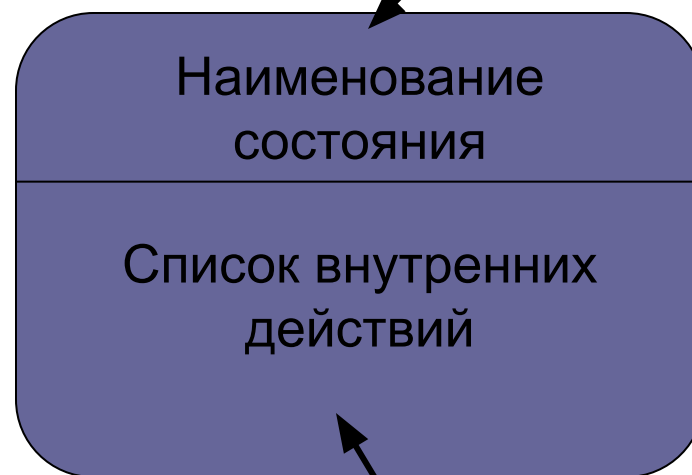 Наименование
состояния
Список внутренних
действий